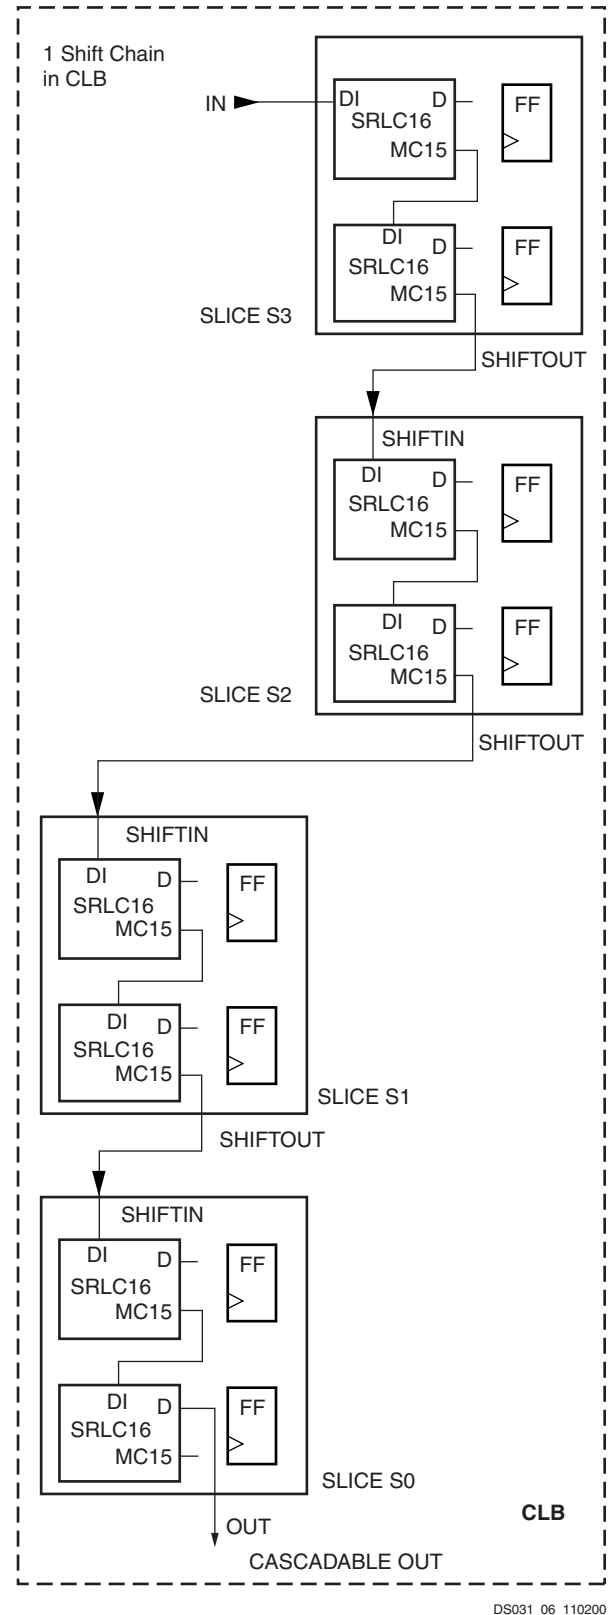 1 Shift Chain
in CLB
IN
DI
D
SRLC16
MC15
FF
DI
D
SRLC16
MC15
FF
SLICE S3
SHIFTOUT
SHIFTIN
DI
D
SRLC16
MC15
FF
DI
D
SRLC16
MC15
FF
SLICE S2
SHIFTOUT
SHIFTIN
DI
D
SRLC16
MC15
FF
DI
D
SRLC16
MC15
FF
SLICE S1
SHIFTOUT
SHIFTIN
DI
D
SRLC16
MC15
FF
DI
D
SRLC16
MC15
FF
SLICE S0
OUT
CLB
CASCADABLE OUT
DS031_06_110200